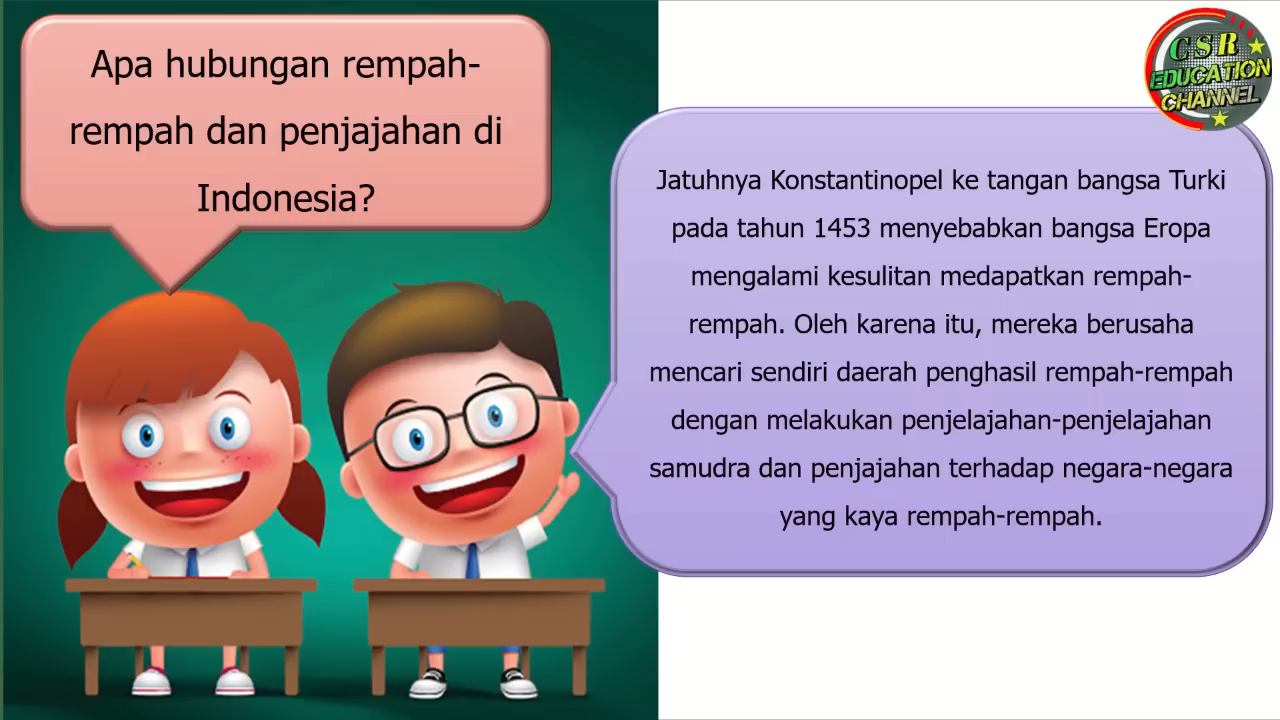 Apa hubungan rempah-
rempah dan penjajahan di
Indonesia?
CSR
EDUCATION
CHANNEL
Jatuhnya Konstantinopel ke tangan bangsa Turki
pada tahun 1453 menyebabkan bangsa Eropa
mengalami kesulitan medapatkan rempah-
rempah. Oleh karena itu, mereka berusaha
mencari sendiri daerah penghasil rempah-rempah
dengan melakukan penjelajahan-penjelajahan
samudra dan penjajahan terhadap negara-negara
yang kaya rempah-rempah.